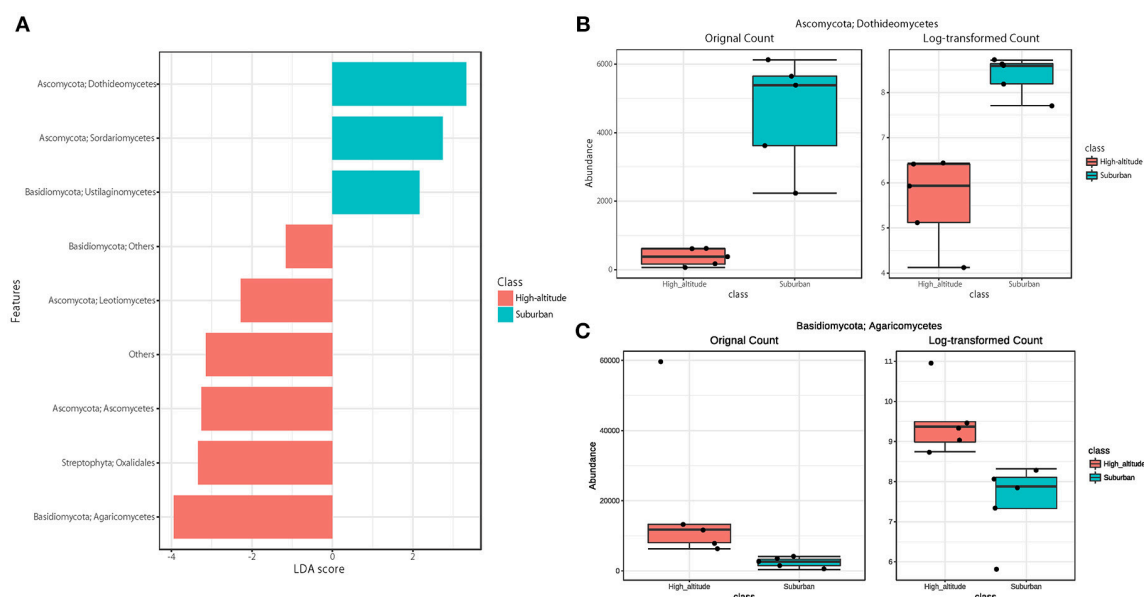 A
Ascomycota; Dothideomycetes
Ascomycota; Sordariomycetes
Basidiomycota; Ustilaginomycetes
Basidiomycota; Others
Ascomycota; Leotiomycetes
Others
Ascomycota; Ascomycetes
Streptophyta; Oxalidales
Basidiomycota; Agaricomycetes
Features
-4
-2
0
2
LDA score
Class
High-altitude
Suburban
B
Ascomycota; Dothideomycetes
Orignal Count
Log-transformed Count
6000
4000
2000
0
Abundance
High_altitude
Suburban
class
8
7
6
5
4
High_altitude
Suburban
class
class
High-altitude
Suburban
C
Basidiomycota; Agaricomycetes
Orignal Count
Log-transformed Count
60000
40000
20000
0
Abundance
High_altitude
Suburban
class
11
10
9
8
7
6
High_altitude
Suburban
class
class
High_altitude
Suburban